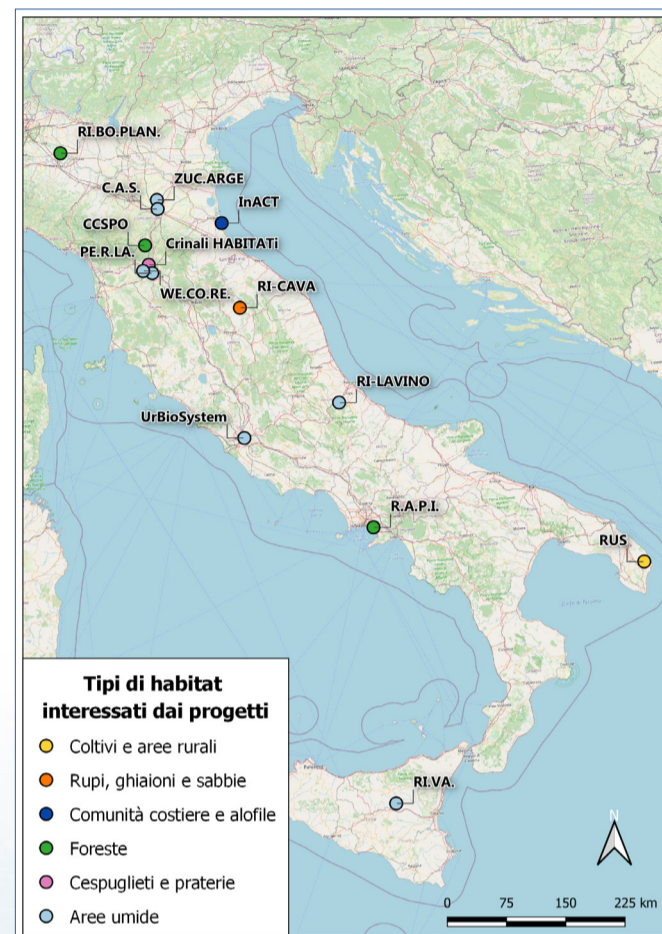 RI.BO.PLAN.
C.A.S.
ZUC.ARGE
InACT
CCSPO
Crinali HABITATi
PE.R.LA.
WE.CO.RE.
RI-CAVA
RI-LAVINO
UrBioSystem
R.A.P.I.
RUS
RI.VA.
Tipi di habitat
interessati dai progetti
Coltivi e aree rurali
Rupi, ghiaioni e sabbie
Comunità costiere e alofile
Foreste
Cespuglieti e praterie
Aree umide
N
0 75 150 225 km